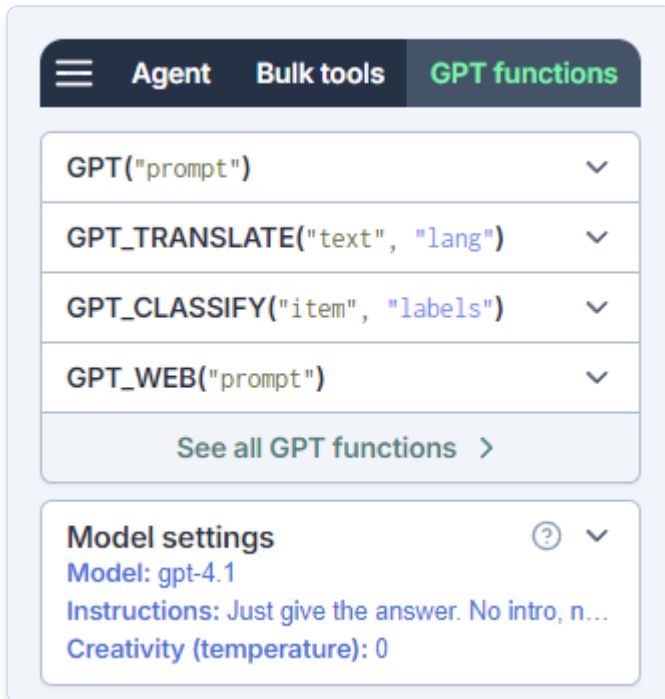 Agent Bulk tools GPT functions
GPT("prompt")
GPT_TRANSLATE("text", "lang")
GPT_CLASSIFY("item", "labels")
GPT_WEB("prompt")
See all GPT functions
Model settings ?
Model: gpt-4.1
Instructions: Just give the answer. No intro, n...
Creativity (temperature): 0